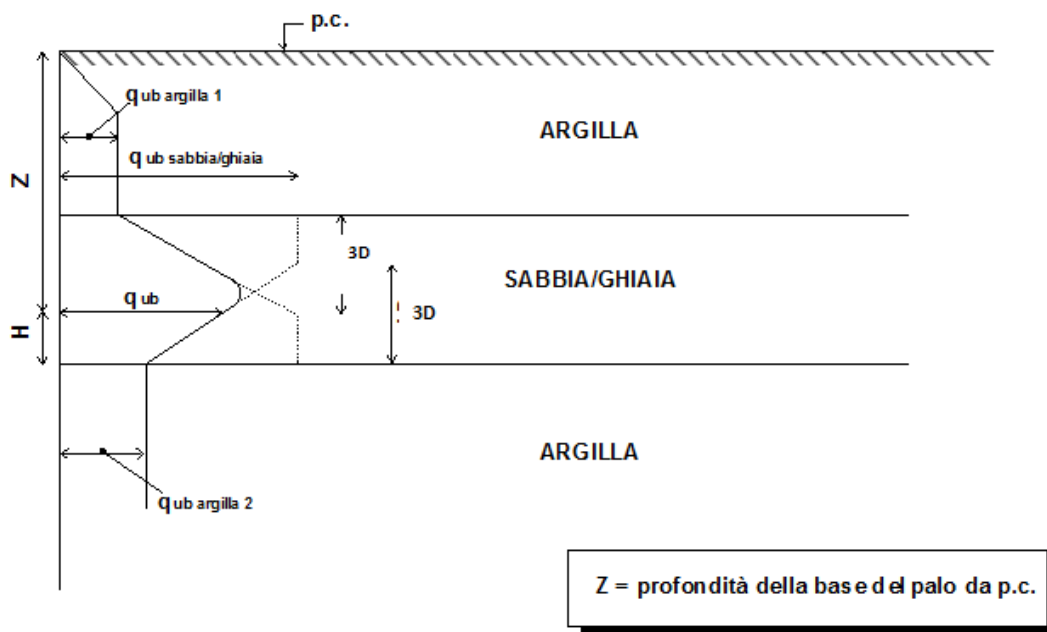 p.c.
q ub argilla 1
ARGILLA
q ub sabbia/ghiaia
Z
3D
SABBIA/GHIAIA
q ub
3D
H
ARGILLA
q ub argilla 2
Z = profondità della base del palo da p.c.